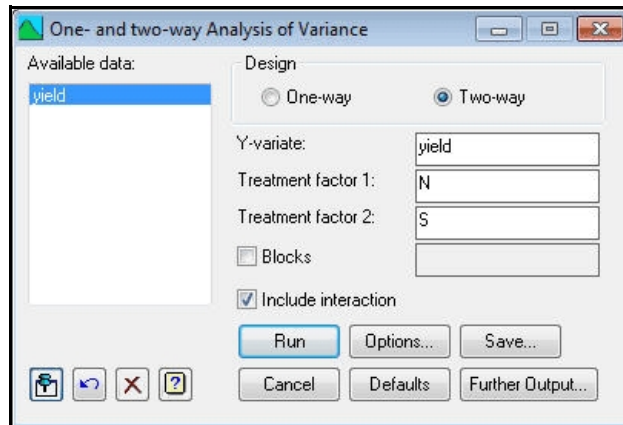 One- and two-way Analysis of Variance
Available data:
yield
Design
One-way
Two-way
Y-variate:
yield
Treatment factor 1:
N
Treatment factor 2:
S
Blocks
Include interaction
Run
Options...
Save...
Cancel
Defaults
Further Output...